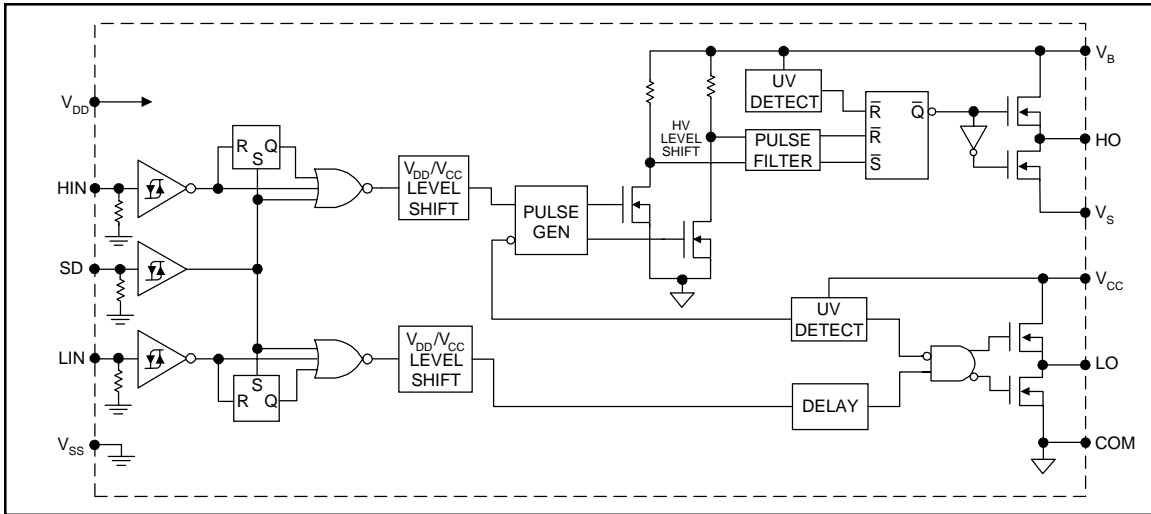 V_B
UV
DETECT
V_DD
R̅
Q̅
HV
LEVEL
SHIFT
PULSE
FILTER
R̅
S̅
HO
R
Q
S
V_DD/V_CC
LEVEL
SHIFT
HIN
PULSE
GEN
V_S
SD
V_CC
UV
DETECT
V_DD/V_CC
LEVEL
SHIFT
LIN
LO
S
R
Q
DELAY
V_SS
COM